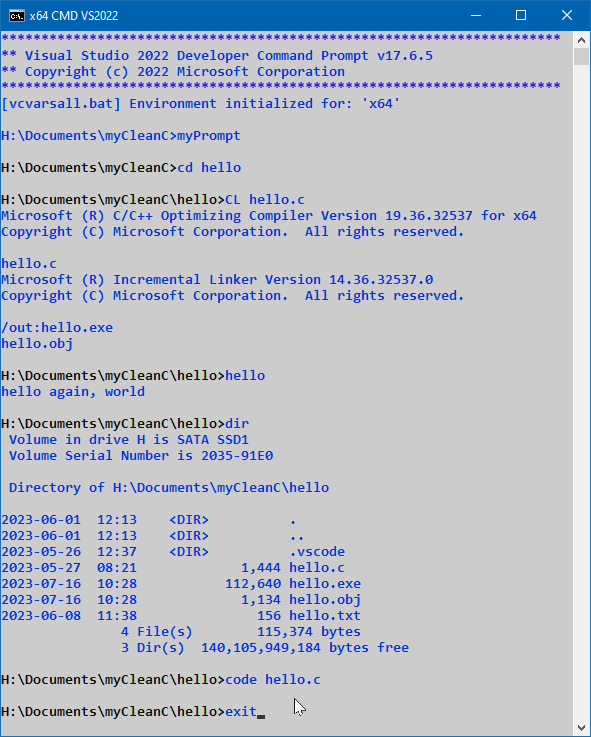 x64 CMD VS2022
**********************************************************************
** Visual Studio 2022 Developer Command Prompt v17.6.5
** Copyright (c) 2022 Microsoft Corporation
**********************************************************************
[vcvarsall.bat] Environment initialized for: 'x64'
H:\Documents\myCleanC>myPrompt
H:\Documents\myCleanC>cd hello
H:\Documents\myCleanC\hello>CL hello.c
Microsoft (R) C/C++ Optimizing Compiler Version 19.36.32537 for x64
Copyright (C) Microsoft Corporation.  All rights reserved.
hello.c
Microsoft (R) Incremental Linker Version 14.36.32537.0
Copyright (C) Microsoft Corporation.  All rights reserved.
/out:hello.exe
hello.obj
H:\Documents\myCleanC\hello>hello
hello again, world
H:\Documents\myCleanC\hello>dir
 Volume in drive H is SATA SSD1
 Volume Serial Number is 2035-91E0
 Directory of H:\Documents\myCleanC\hello
2023-06-01  12:13    <DIR>          .
2023-06-01  12:13    <DIR>          ..
2023-05-26  12:37    <DIR>          .vscode
2023-05-27  08:21             1,444 hello.c
2023-07-16  10:28           112,640 hello.exe
2023-07-16  10:28             1,134 hello.obj
2023-06-08  11:38               156 hello.txt
               4 File(s)        115,374 bytes
               3 Dir(s)  140,105,949,184 bytes free
H:\Documents\myCleanC\hello>code hello.c
H:\Documents\myCleanC\hello>exit